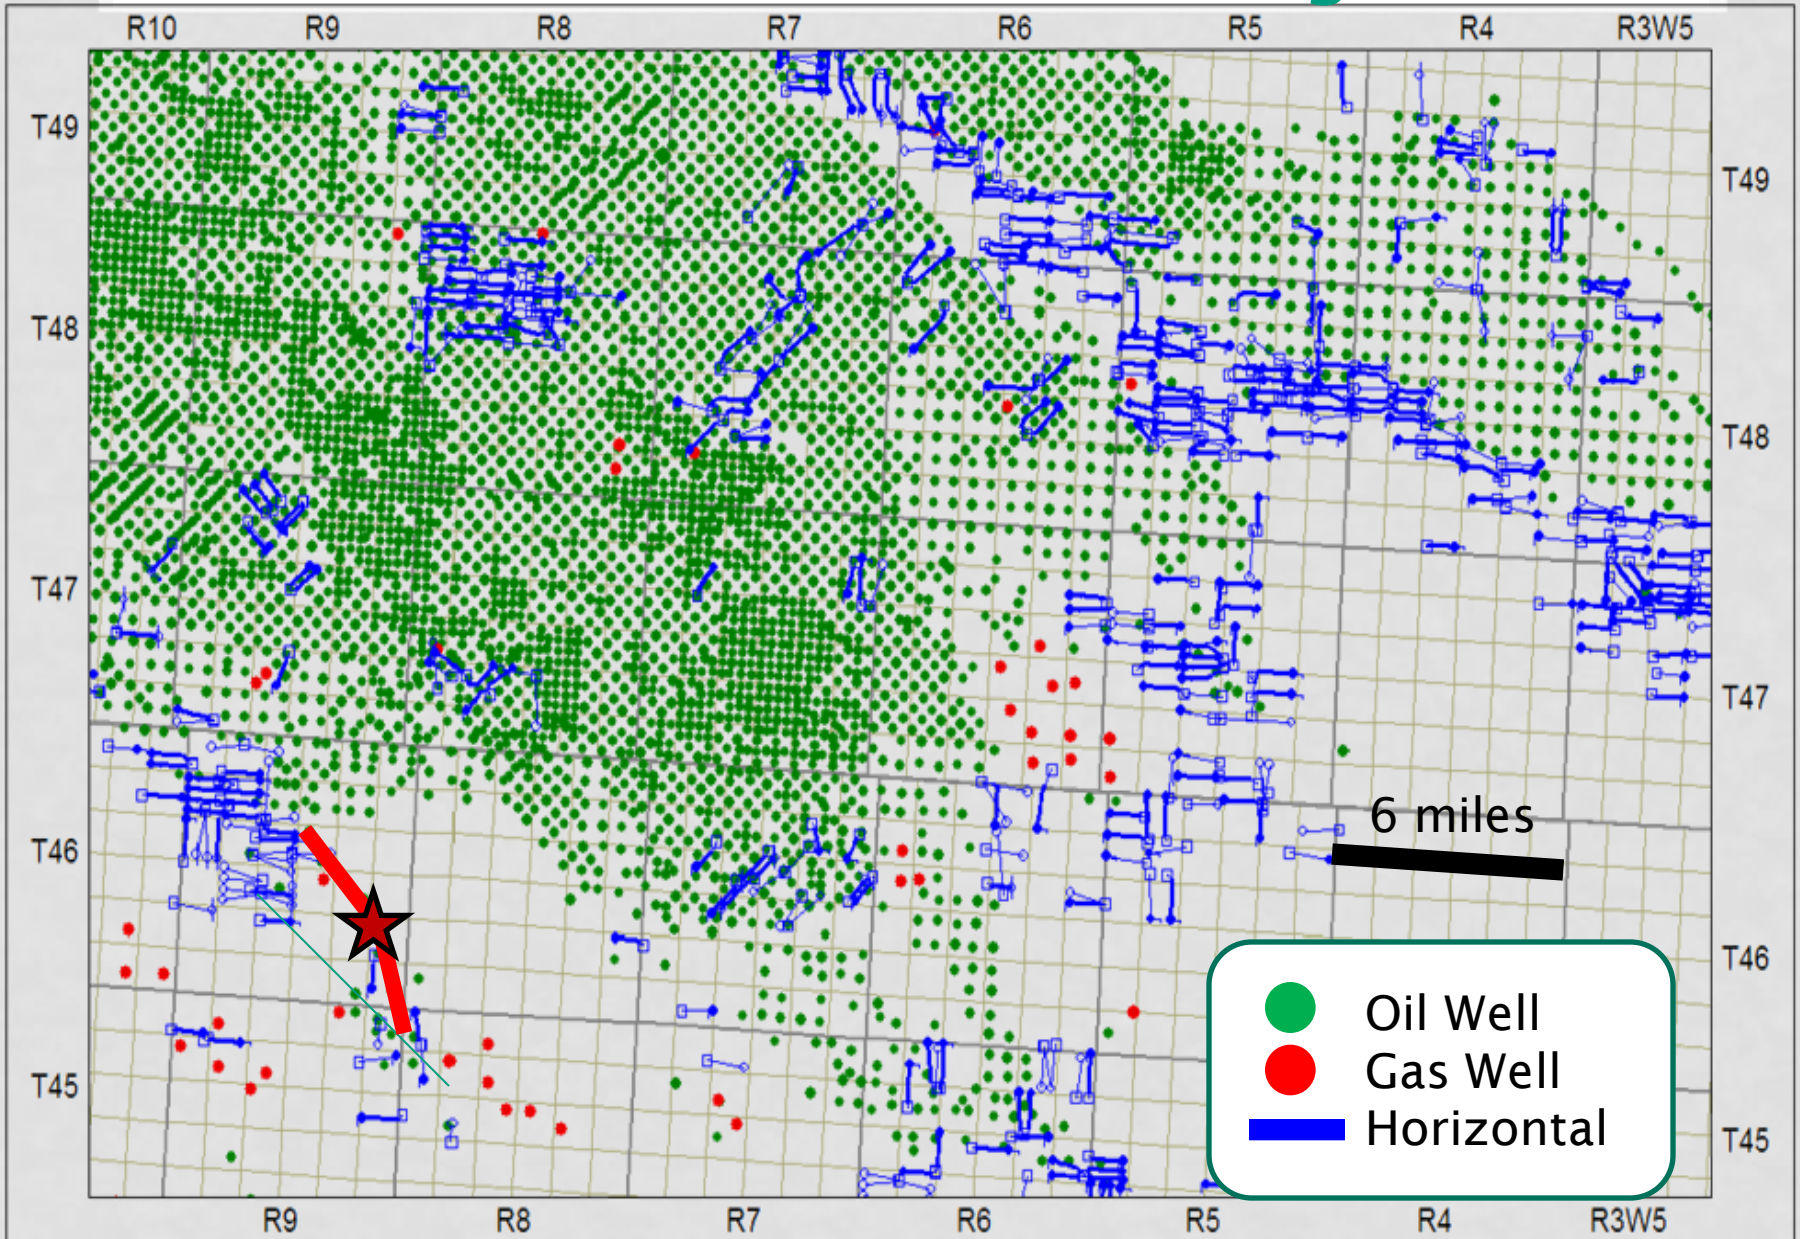 R10 R9 R8 R7 R6 R5 R4 R3W5
T49
T49
T48
T48
T47
T47
6 miles
T46
T46
Oil Well
Gas Well
T45
Horizontal
T45
R9 R8 R7 R6 R5 R4 R3W5